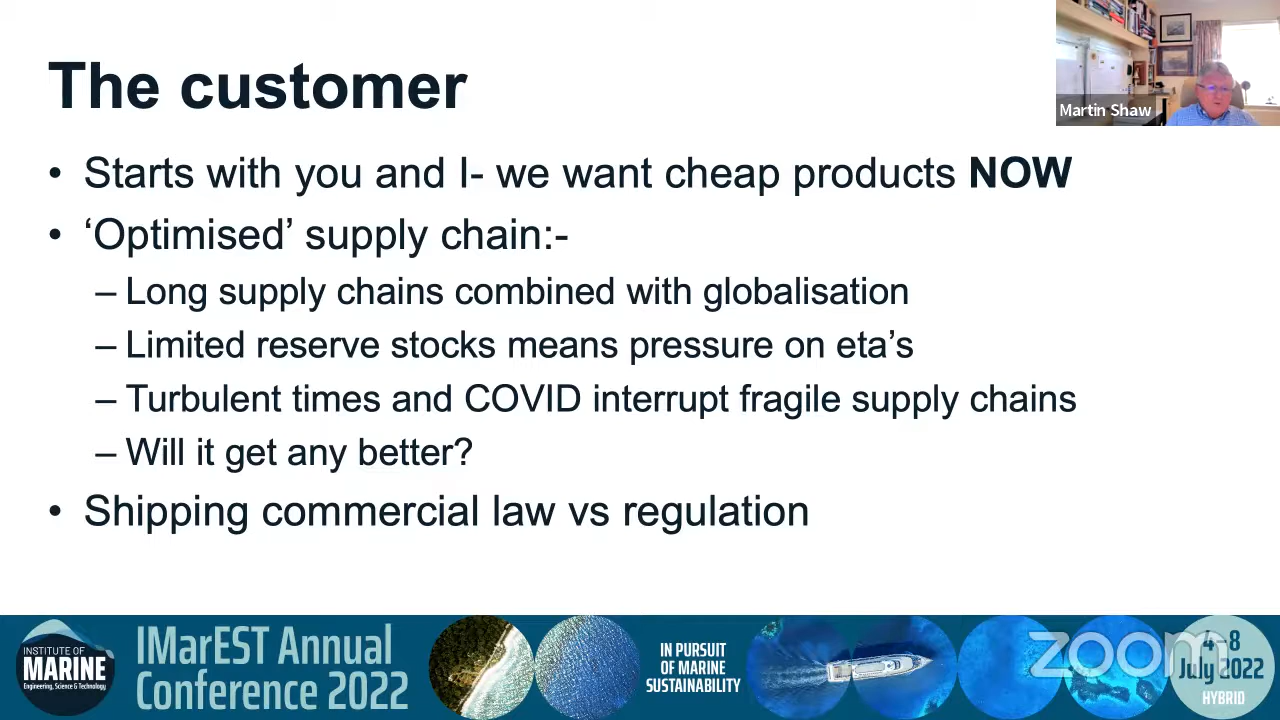 The customer
Martin Shaw
• Starts with you and I- we want cheap products NOW
• ‘Optimised’ supply chain:-
– Long supply chains combined with globalisation
– Limited reserve stocks means pressure on eta’s
– Turbulent times and COVID interrupt fragile supply chains
– Will it get any better?
• Shipping commercial law vs regulation
INSTITUTE OF
MARINE
Engineering, Science & Technology
IMarEST Annual
Conference 2022
IN PURSUIT
OF MARINE
SUSTAINABILITY
zoom
4–8
July 2022
HYBRID